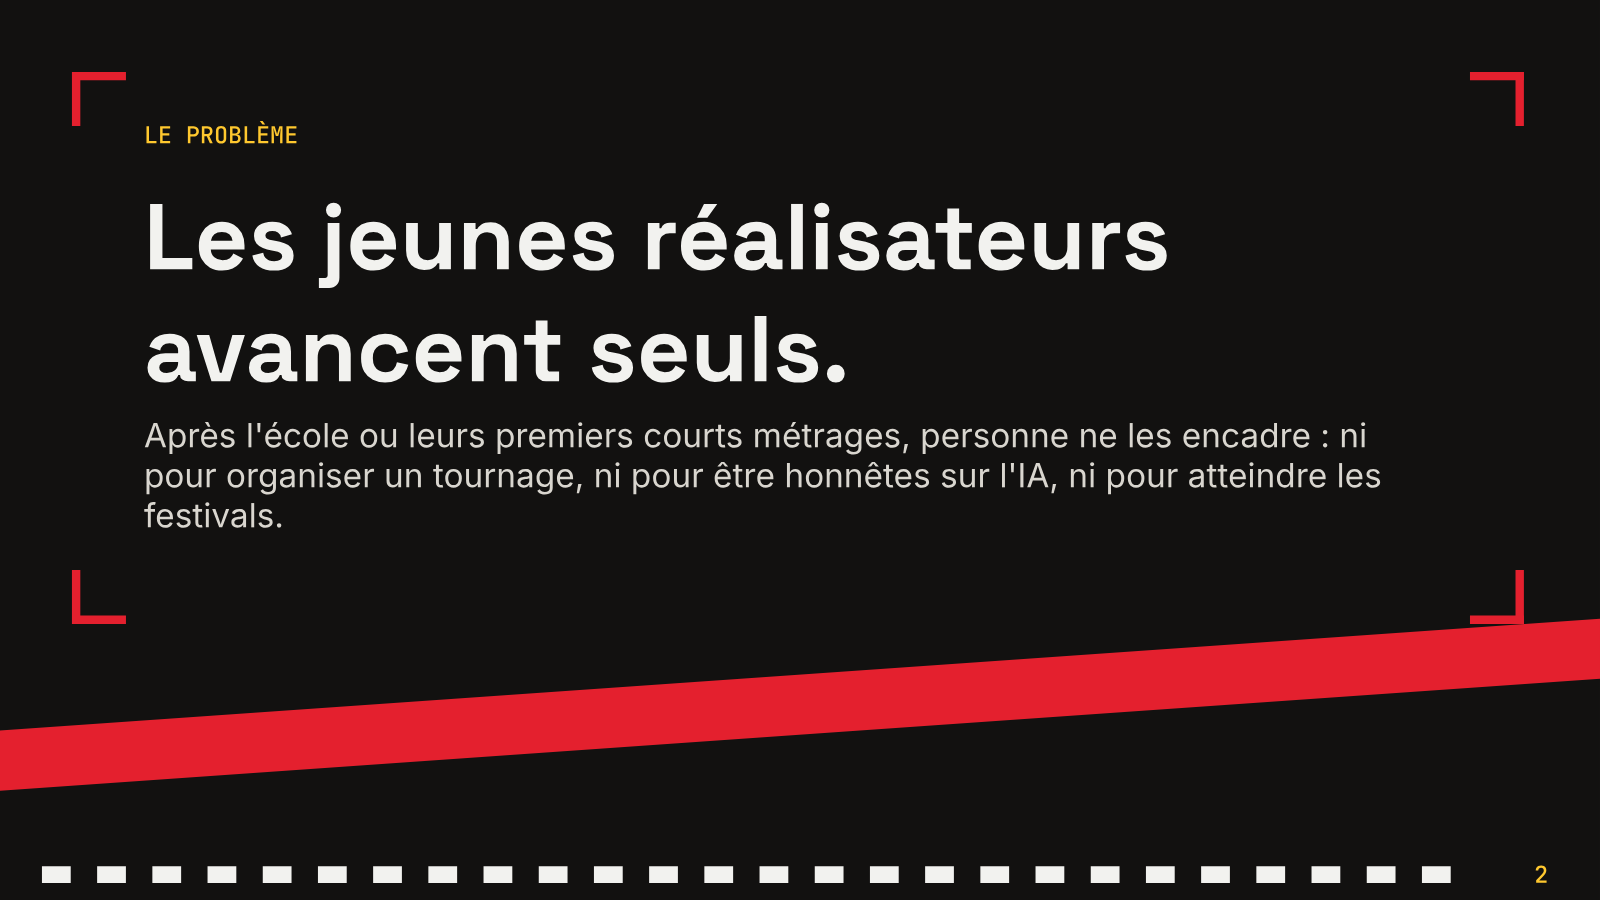 LE PROBLÈME
Les jeunes réalisateurs
avancent seuls.
Après l'école ou leurs premiers courts métrages, personne ne les encadre : ni
pour organiser un tournage, ni pour être honnêtes sur l'IA, ni pour atteindre les
festivals.
2